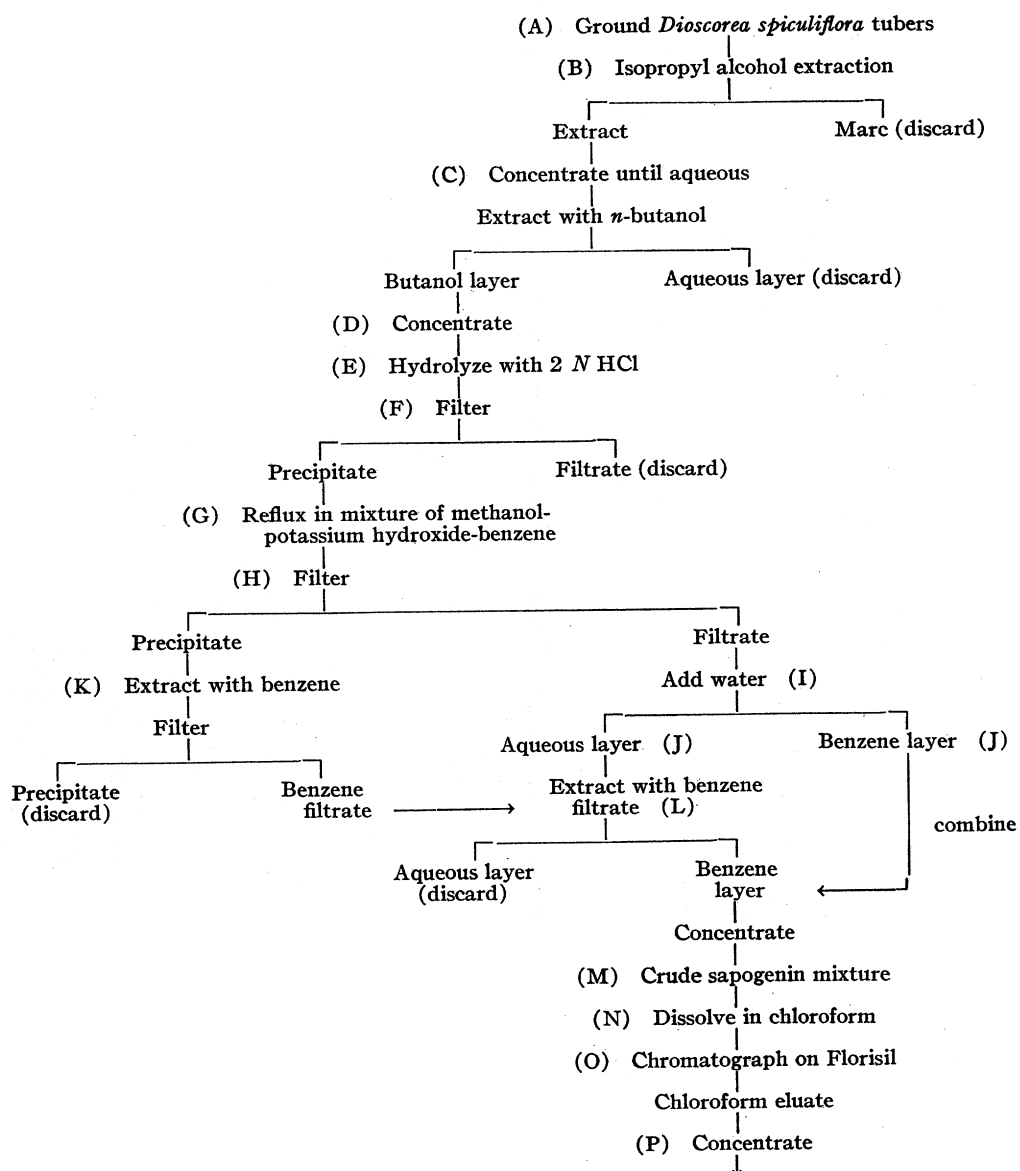 (A) Ground Dioscorea spiculiflora tubers
(B) Isopropyl alcohol extraction
Extract
Marc (discard)
(C) Concentrate until aqueous
Extract with n-butanol
Butanol layer
Aqueous layer (discard)
(D) Concentrate
(E) Hydrolyze with 2 N HCl
(F) Filter
Precipitate
Filtrate (discard)
(G) Reflux in mixture of methanol-
potassium hydroxide-benzene
(H) Filter
Precipitate
Filtrate
(K) Extract with benzene
Add water (I)
Filter
Aqueous layer (J)
Benzene layer (J)
Precipitate
(discard)
Benzene
filtrate
Extract with benzene
filtrate (L)
combine
Aqueous layer
(discard)
Benzene
layer
Concentrate
(M) Crude sapogenin mixture
(N) Dissolve in chloroform
(O) Chromatograph on Florisil
Chloroform eluate
(P) Concentrate